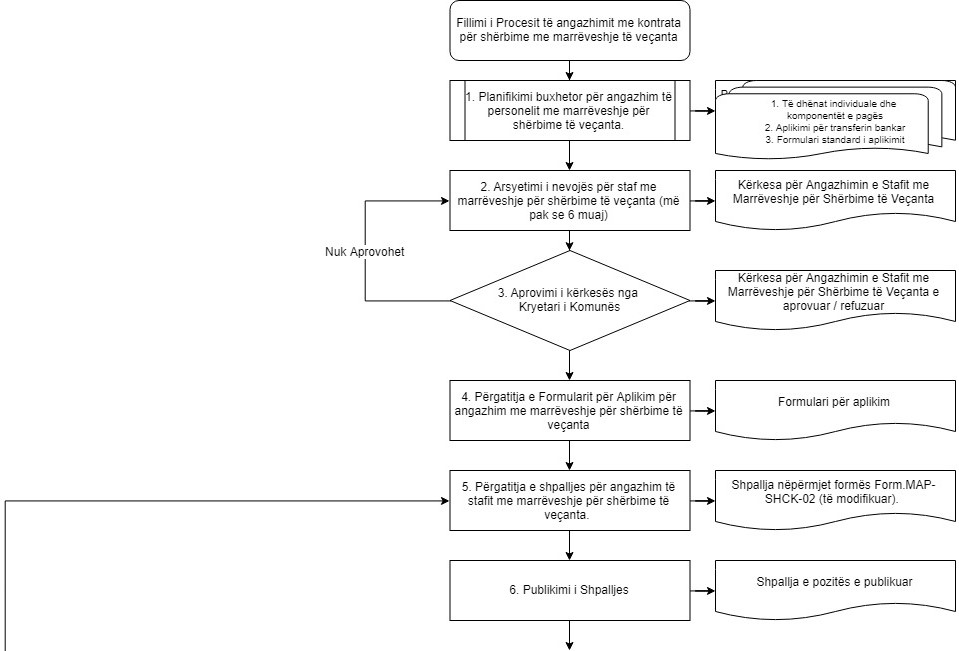 Fillimi i Procesit të angazhimit me kontrata
për shërbime me marrëveshje të veçanta
1. Planifikimi buxhetor për angazhim të
personelit me marrëveshje për
shërbime të veçanta.
1. Të dhënat individuale dhe
komponentët e pagës
2. Aplikimi për transferin bankar
3. Formulari standard i aplikimit
2. Arsyetimi i nevojës për staf me
marrëveshje për shërbime të veçanta (më
pak se 6 muaj)
Kërkesa për Angazhimin e Stafit me
Marrëveshje për Shërbime të Veçanta
Nuk Aprovohet
3. Aprovimi i kërkesës nga
Kryetari i Komunës
Kërkesa për Angazhimin e Stafit me
Marrëveshje për Shërbime të Veçanta e
aprovuar / refuzuar
4. Përgatitja e Formularit për Aplikim për
angazhim me marrëveshje për shërbime të
veçanta
Formulari për aplikim
5. Përgatitja e shpalljes për angazhim të
stafit me marrëveshje për shërbime të
veçanta.
Shpallja nëpërmjet formës Form.MAP-
SHCK-02 (të modifikuar).
6. Publikimi i Shpalljes
Shpallja e pozitës e publikuar